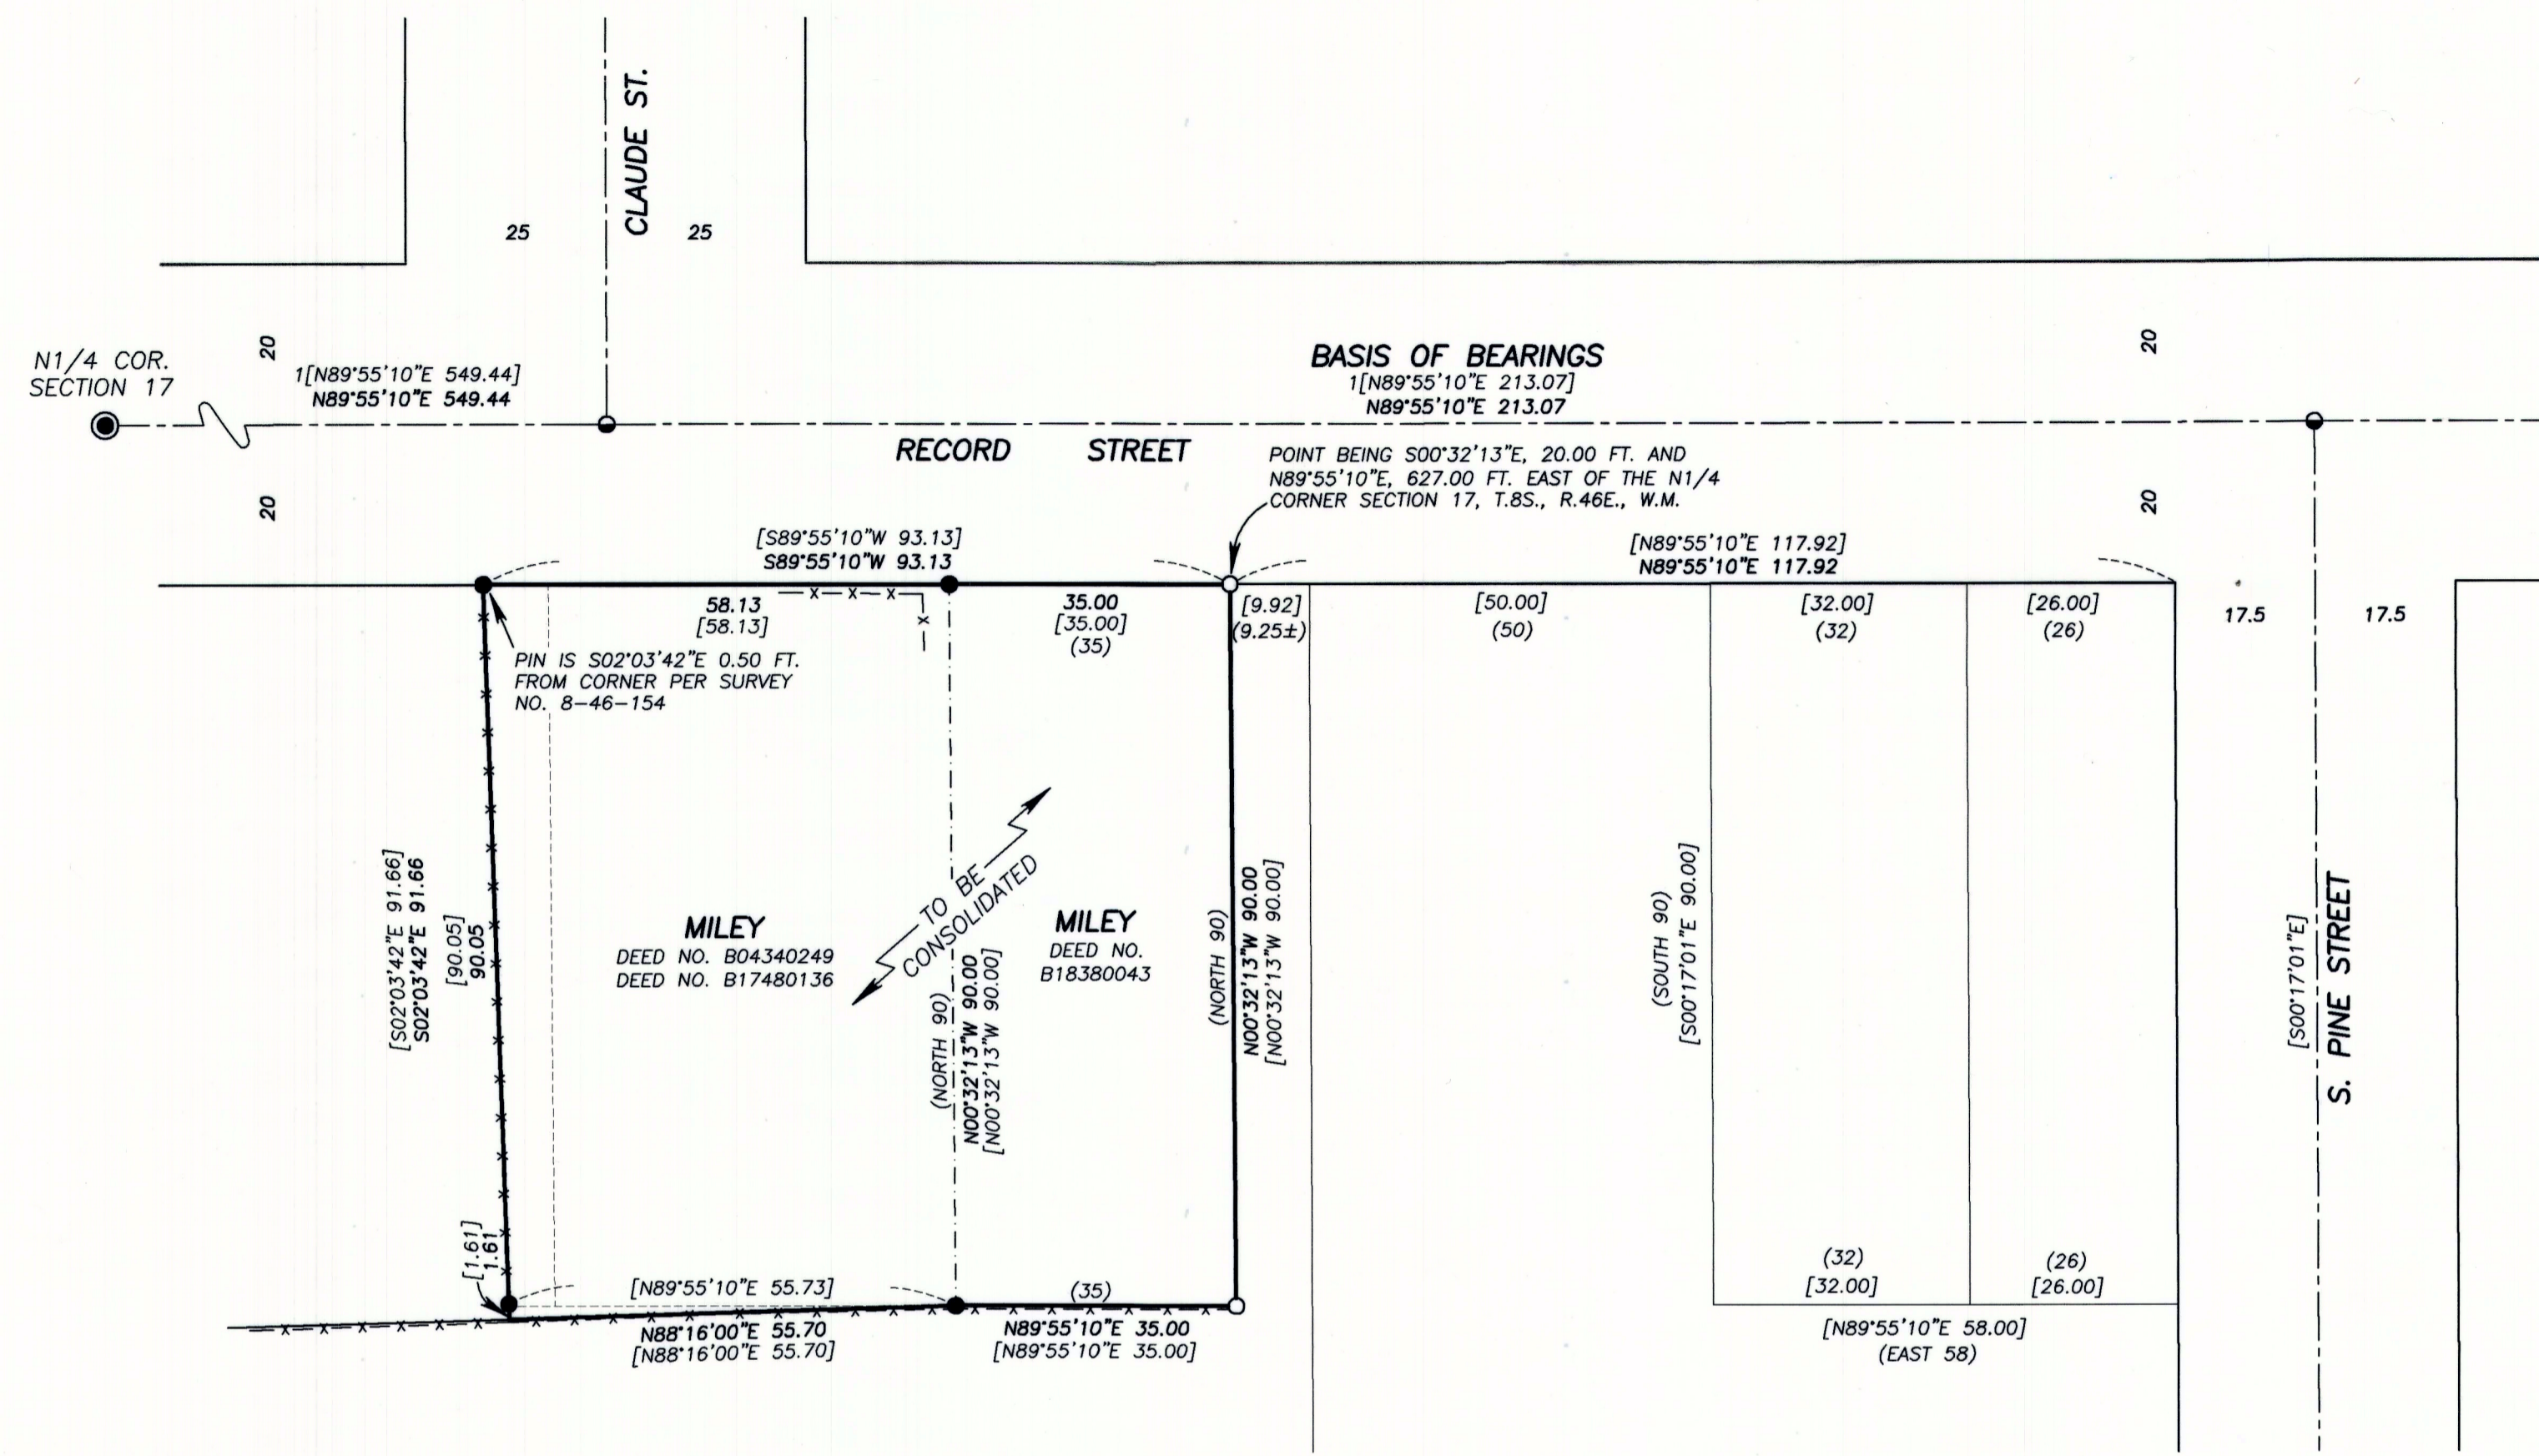 CLAUDE ST.
25
25
20
N1/4 COR.
SECTION 17
1[N89°55'10"E 549.44]
N89°55'10"E 549.44
BASIS OF BEARINGS
1[N89°55'10"E 213.07]
N89°55'10"E 213.07
20
RECORD STREET
20
POINT BEING S00°32'13"E, 20.00 FT. AND
N89°55'10"E, 627.00 FT. EAST OF THE N1/4
CORNER SECTION 17, T.8S., R.46E., W.M.
20
[S89°55'10"W 93.13]
S89°55'10"W 93.13
[N89°55'10"E 117.92]
N89°55'10"E 117.92
58.13
[58.13]
35.00
[35.00]
(35)
[9.92]
(9.25±)
[50.00]
(50)
[32.00]
(32)
[26.00]
(26)
17.5
17.5
PIN IS S02°03'42"E 0.50 FT.
FROM CORNER PER SURVEY
NO. 8-46-154
[S02°03'42"E 91.66]
S02°03'42"E 91.66
[90.05]
90.05
MILEY
DEED NO. B04340249
DEED NO. B17480136
TO BE
CONSOLIDATED
MILEY
DEED NO.
B18380043
(NORTH 90)
N00°32'13"W 90.00
[N00°32'13"W 90.00]
(NORTH 90)
N00°32'13"W 90.00
[N00°32'13"W 90.00]
(SOUTH 90)
[S00°17'01"E 90.00]
[S00°17'01"E]
S. PINE STREET
[1.61]
1.61
[N89°55'10"E 55.73]
(35)
N88°16'00"E 55.70
[N88°16'00"E 55.70]
N89°55'10"E 35.00
[N89°55'10"E 35.00]
(32)
[32.00]
(26)
[26.00]
[N89°55'10"E 58.00]
(EAST 58)